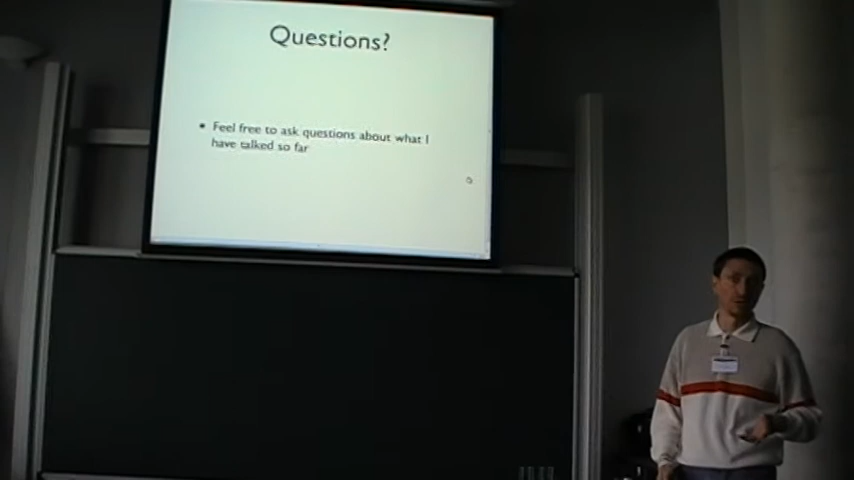 Questions?
• Feel free to ask questions about what I
have talked so far